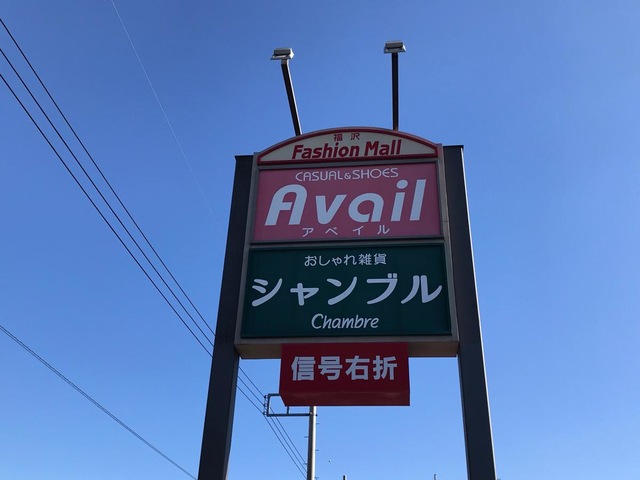 福沢
Fashion Mall
CASUAL&SHOES
Avail
アベイル
おしゃれ雑貨
シャンブル
Chambre
信号右折